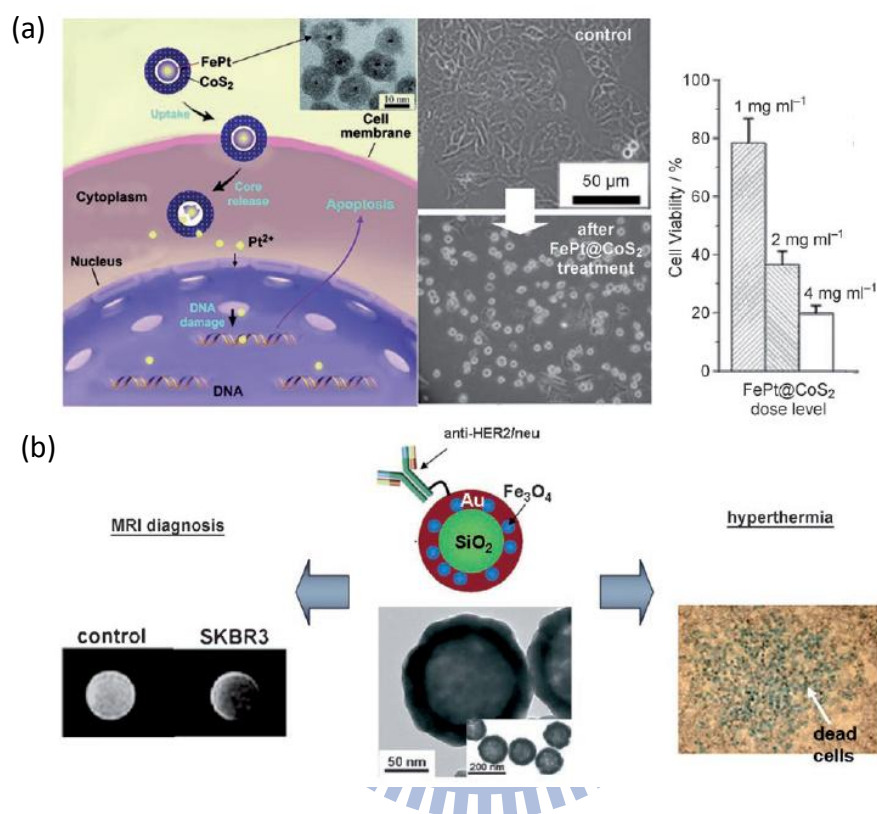 (a)
FePt
CoS₂
Uptake
10 nm
Cell
membrane
Core
release
Cytoplasm
Apoptosis
Pt²⁺
Nucleus
DNA
damage
DNA
control
50 µm
after
FePt@CoS₂
treatment
Cell Viability / %
100
80
60
40
20
0
1 mg ml⁻¹
2 mg ml⁻¹
4 mg ml⁻¹
FePt@CoS₂
dose level
(b)
anti-HER2/neu
Au
Fe₃O₄
SiO₂
MRI diagnosis
hyperthermia
control SKBR3
50 nm
200 nm
dead
cells